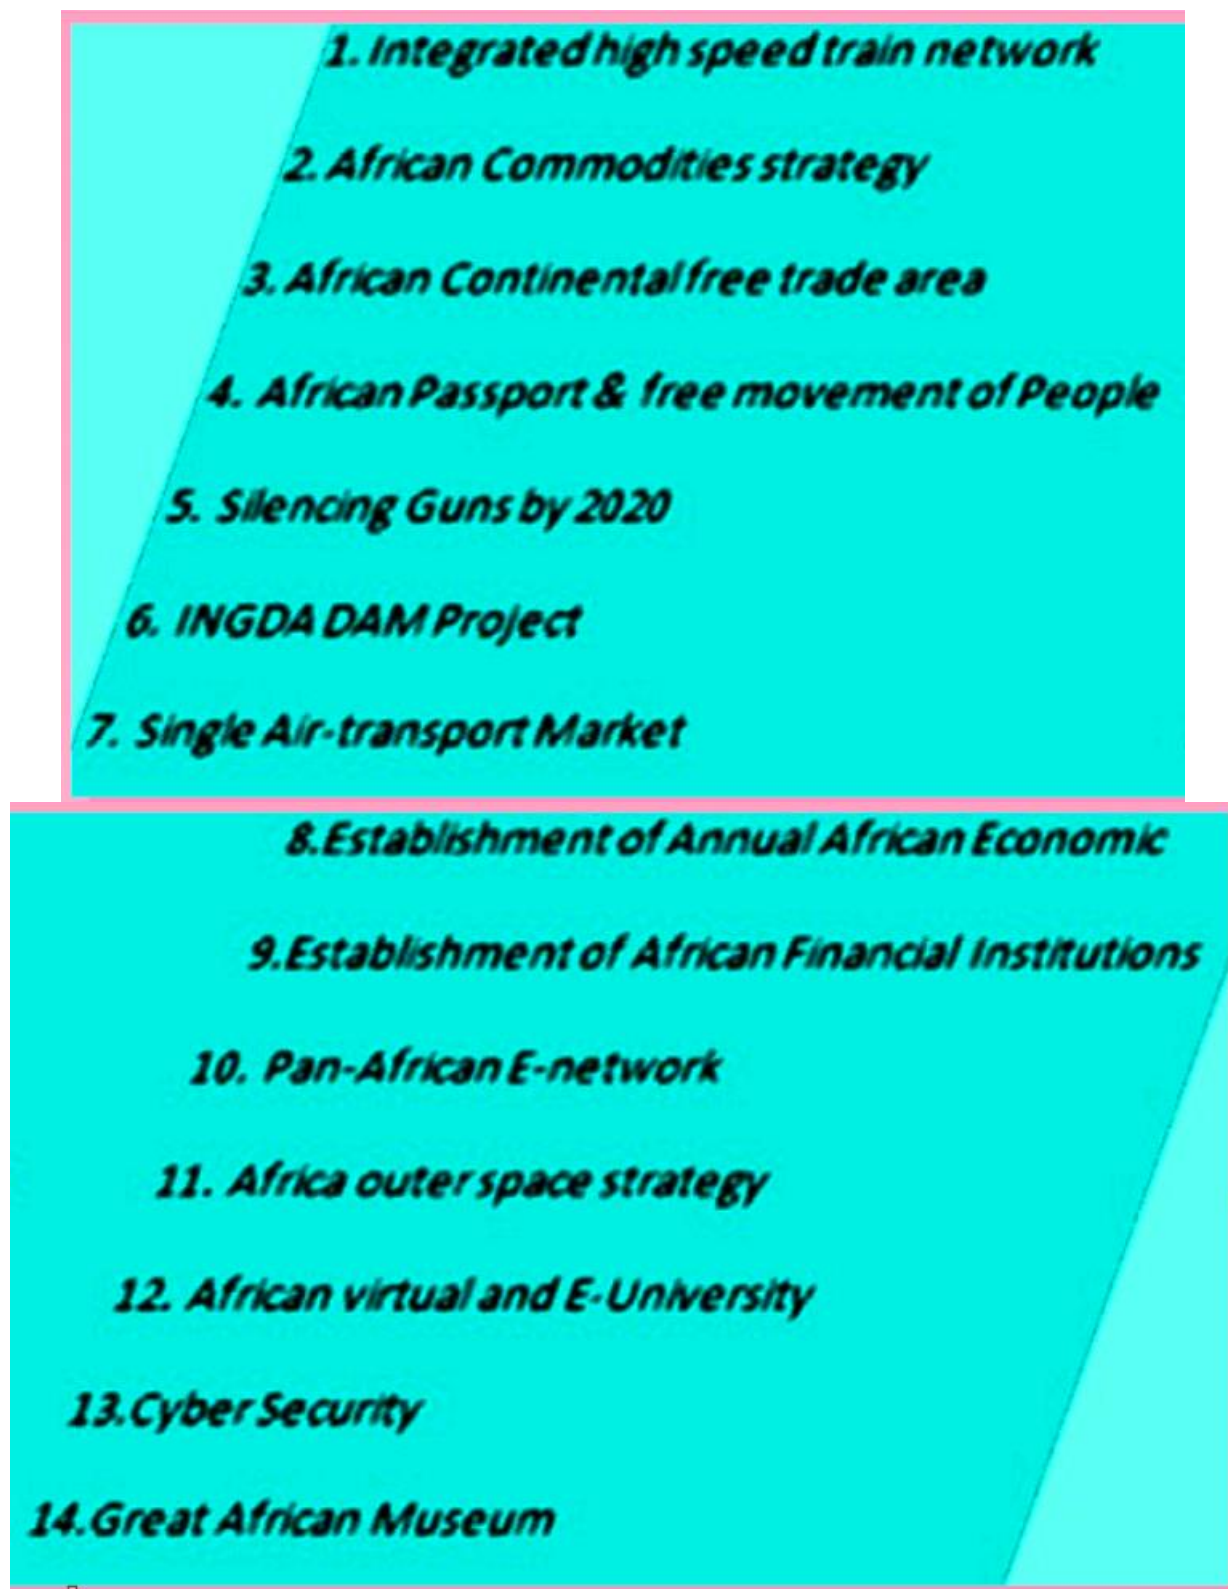 1. Integrated high speed train network
2. African Commodities strategy
3. African Continental free trade area
4. African Passport & free movement of People
5. Silencing Guns by 2020
6. INGDA DAM Project
7. Single Air-transport Market
8.Establishment of Annual African Economic
9.Establishment of African Financial Institutions
10. Pan-African E-network
11. Africa outer space strategy
12. African virtual and E-University
13.Cyber Security
14.Great African Museum